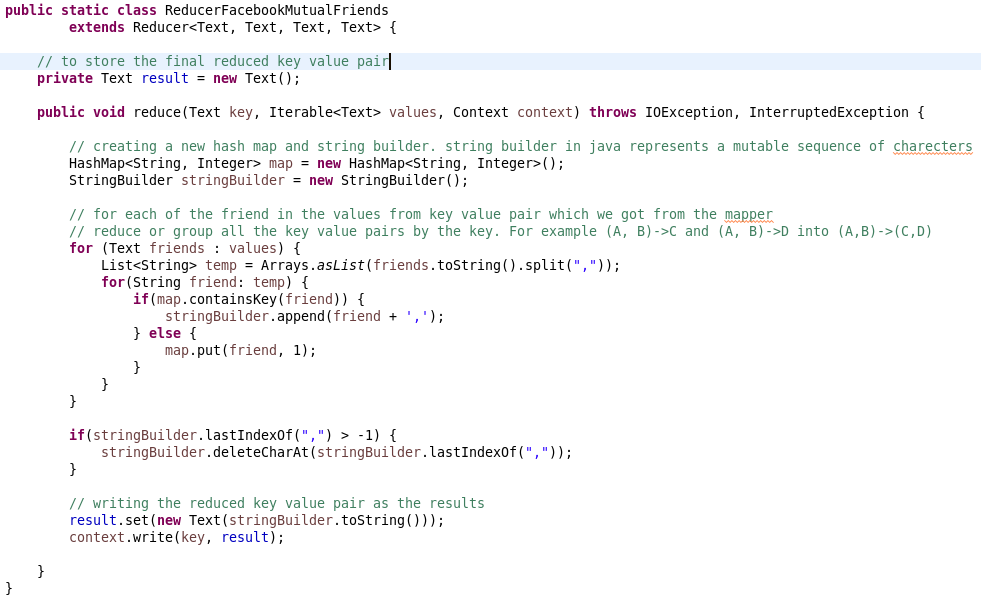 public static class ReducerFacebookMutualFriends
        extends Reducer<Text, Text, Text, Text> {

    // to store the final reduced key value pair
    private Text result = new Text();

    public void reduce(Text key, Iterable<Text> values, Context context) throws IOException, InterruptedException {

        // creating a new hash map and string builder. string builder in java represents a mutable sequence of charecters
        HashMap<String, Integer> map = new HashMap<String, Integer>();
        StringBuilder stringBuilder = new StringBuilder();

        // for each of the friend in the values from key value pair which we got from the mapper
        // reduce or group all the key value pairs by the key. For example (A, B)->C and (A, B)->D into (A,B)->(C,D)
        for (Text friends : values) {
            List<String> temp = Arrays.asList(friends.toString().split(","));
            for(String friend: temp) {
                if(map.containsKey(friend)) {
                    stringBuilder.append(friend + ',');
                } else {
                    map.put(friend, 1);
                }
            }
        }

        if(stringBuilder.lastIndexOf(",") > -1) {
            stringBuilder.deleteCharAt(stringBuilder.lastIndexOf(","));
        }

        // writing the reduced key value pair as the results
        result.set(new Text(stringBuilder.toString()));
        context.write(key, result);

    }
}